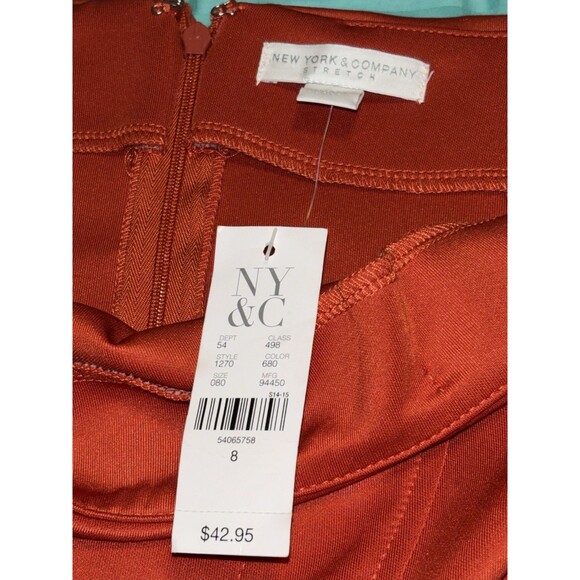 NEW YORK & COMPANY
STRETCH
NY
&C
DEPT CLASS
54 498
STYLE COLOR
1270 680
SIZE MFG
080 94450
S14-15
54065758
8
$42.95